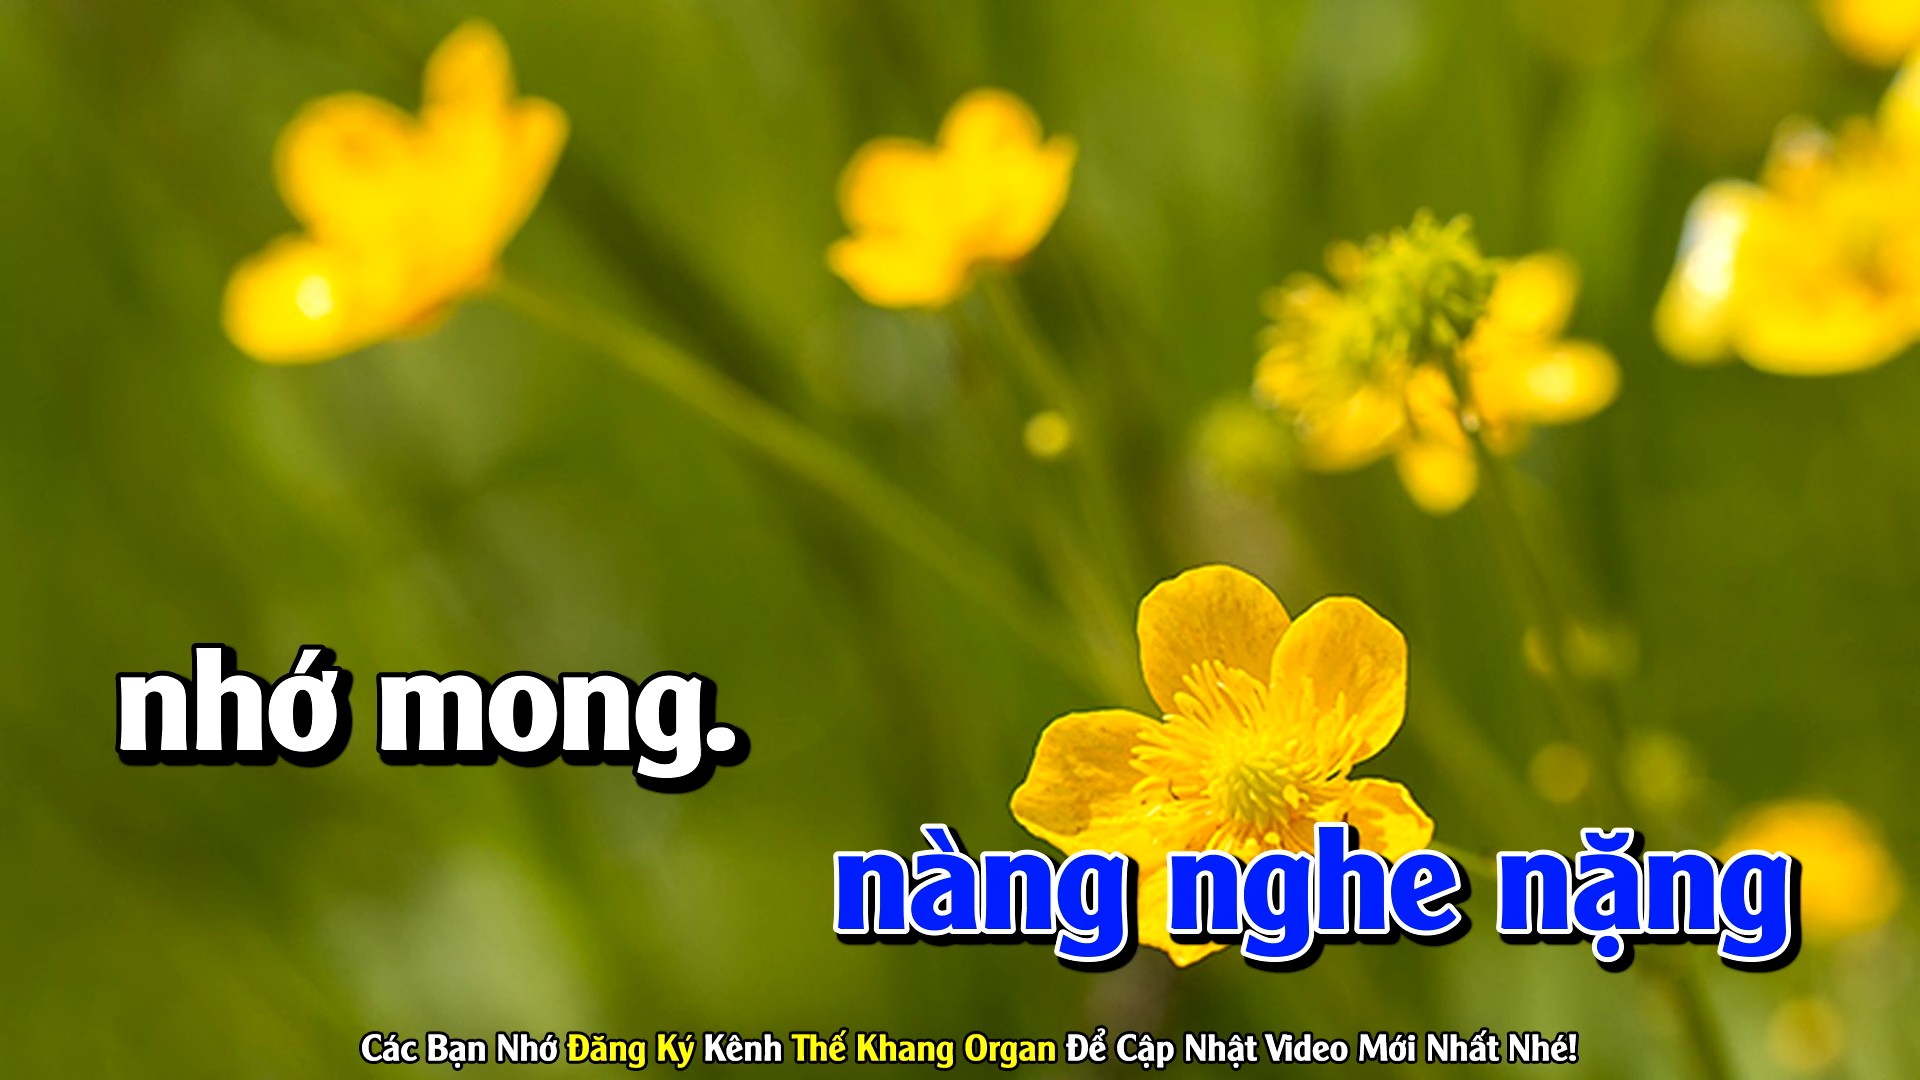 nhớ mong.
nàng nghe nặng
Các Bạn Nhớ Đăng Ký Kênh Thế Khang Organ Để Cập Nhật Video Mới Nhất Nhé!